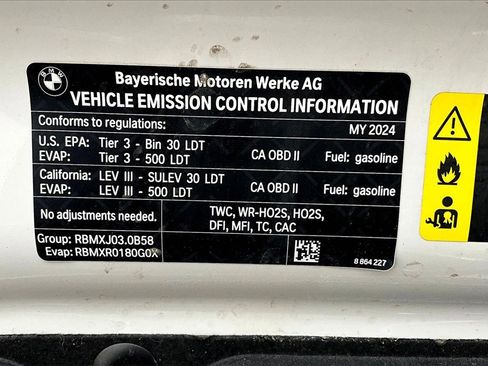 BMW
Bayerische Motoren Werke AG
VEHICLE EMISSION CONTROL INFORMATION
Conforms to regulations: MY 2024
U.S. EPA: Tier 3 - Bin 30 LDT
EVAP: Tier 3 - 500 LDT CA OBD II Fuel: gasoline
California: LEV III - SULEV 30 LDT
EVAP: LEV III - 500 LDT CA OBD II Fuel: gasoline
No adjustments needed.
TWC, WR-HO2S, HO2S,
DFI, MFI, TC, CAC
Group: RBMXJ03.0B58
Evap: RBMXR0180G0X
8 864 227